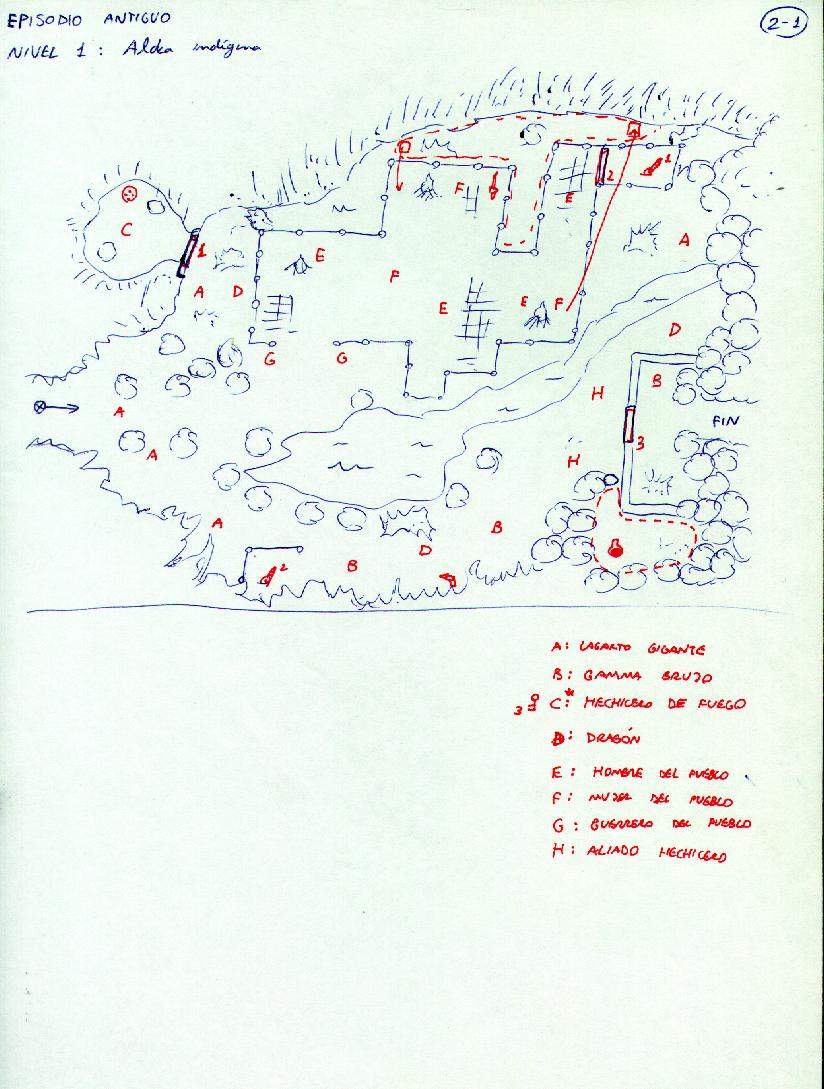 EPISODIO ANTIGUO
2-1
NIVEL 1 : Aldea indígena
2
1
F
E
C
1
E
A
A
D
F
E
E
F
D
G
G
H
B
A
FIN
3
A
H
A
B
D
2
B
A: LAGARTO GIGANTE
B: GAMMA BRUJO
3 C:* HECHICERO DE FUEGO
D: DRAGÓN
E: HOMBRE DEL PUEBLO
F: MUJER DEL PUEBLO
G: GUERRERO DEL PUEBLO
H: ALIADO HECHICERO